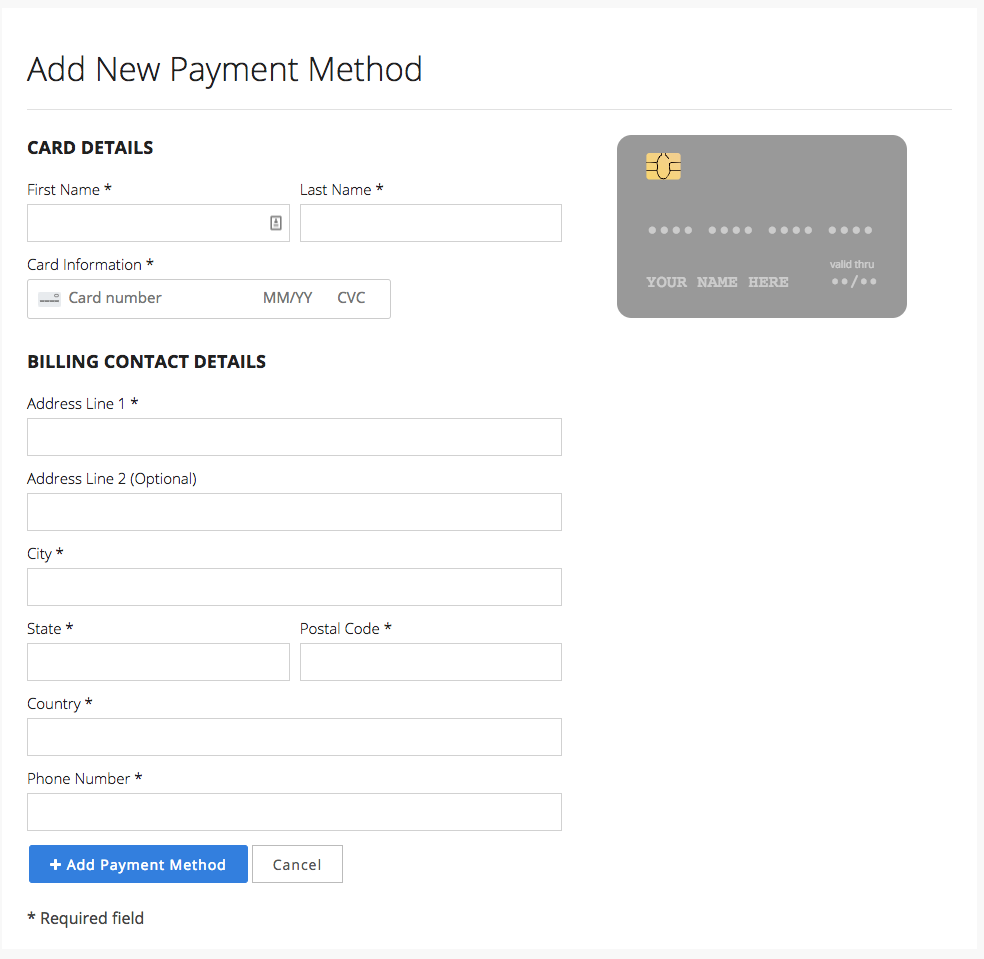 Add New Payment Method
CARD DETAILS
First Name * Last Name *
Card Information *
Card number MM/YY CVC
•••• •••• •••• ••••
valid thru
YOUR NAME HERE ••/••
BILLING CONTACT DETAILS
Address Line 1 *
Address Line 2 (Optional)
City *
State * Postal Code *
Country *
Phone Number *
+ Add Payment Method Cancel
* Required field